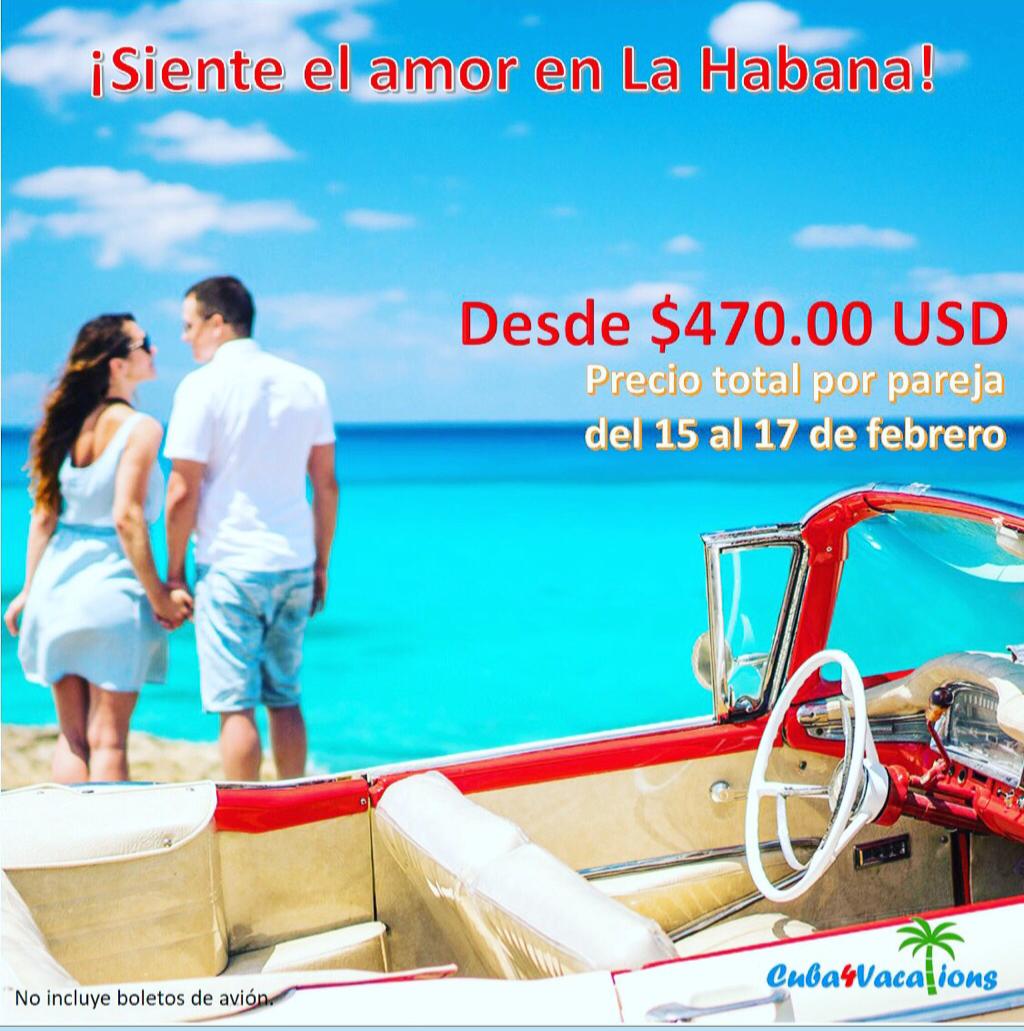 ¡Siente el amor en La Habana!
Desde $470.00 USD
Precio total por pareja
del 15 al 17 de febrero
Cuba4Vacations
No incluye boletos de avión.